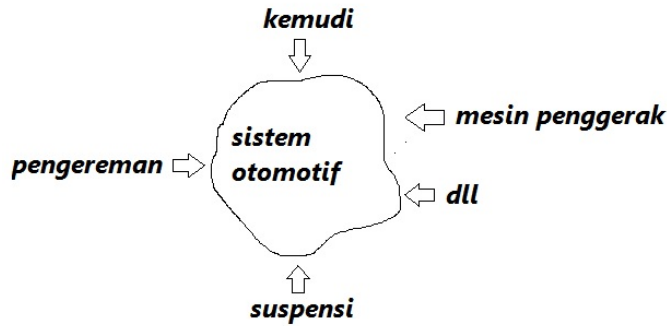 kemudi
mesin penggerak
sistem
otomotif
pengereman
dll
suspensi